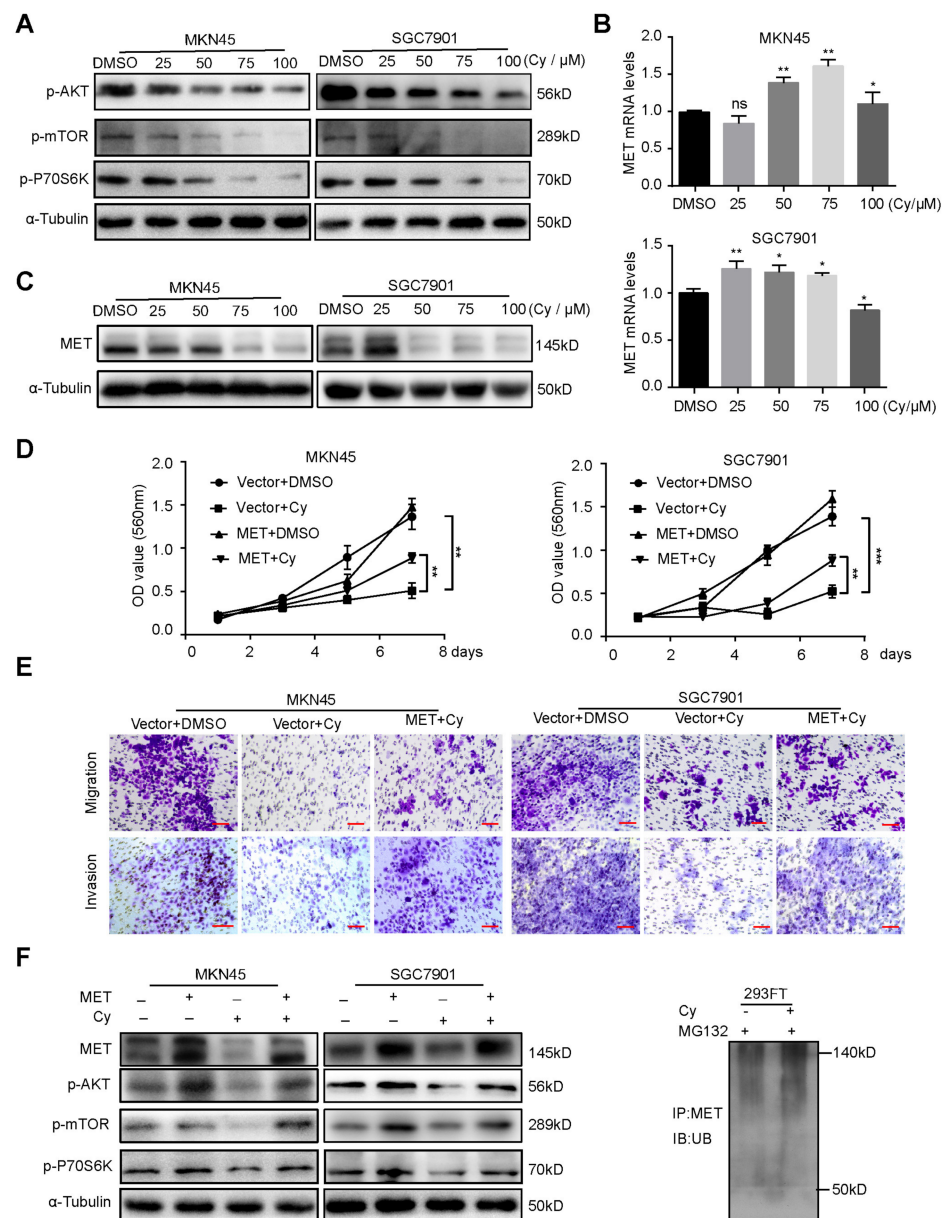 A
MKN45 SGC7901
DMSO 25 50 75 100 DMSO 25 50 75 100 (Cy / μM)
p-AKT 56kD
p-mTOR 289kD
p-P70S6K 70kD
α-Tubulin 50kD
B
MKN45
MET mRNA levels
2.0
1.5
1.0
0.5
0.0
ns ** ** *
DMSO 25 50 75 100 (Cy/μM)
SGC7901
MET mRNA levels
1.5
1.0
0.5
0.0
** * * *
DMSO 25 50 75 100 (Cy/μM)
C
MKN45 SGC7901
DMSO 25 50 75 100 DMSO 25 50 75 100 (Cy / μM)
MET 145kD
α-Tubulin 50kD
D
MKN45
OD value (560nm)
2.0
1.5
1.0
0.5
0.0
Vector+DMSO
Vector+Cy
MET+DMSO
MET+Cy
** **
0 2 4 6 8 days
SGC7901
OD value (560nm)
2.0
1.5
1.0
0.5
0.0
Vector+DMSO
Vector+Cy
MET+DMSO
MET+Cy
** ***
0 2 4 6 8 days
E
MKN45 SGC7901
Vector+DMSO Vector+Cy MET+Cy Vector+DMSO Vector+Cy MET+Cy
Migration
Invasion
F
MKN45 SGC7901
MET – + – + – + – +
Cy – – + + – – + +
MET 145kD
p-AKT 56kD
p-mTOR 289kD
p-P70S6K 70kD
α-Tubulin 50kD
293FT
Cy - +
MG132 + +
140kD
IP:MET
IB:UB
50kD